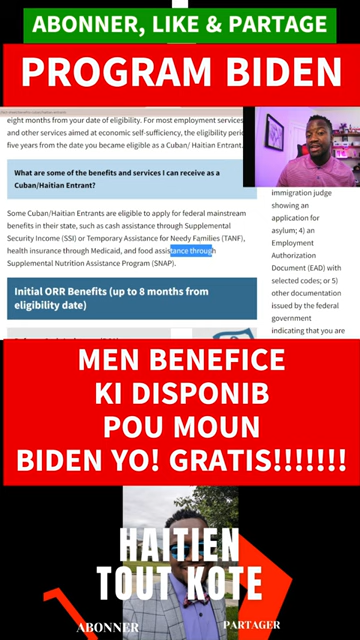 ABONNER, LIKE & PARTAGE
PROGRAM BIDEN
eight months from your date of eligibility. For most employment services
and other services aimed at economic self-sufficiency, the eligibility
five years from the date you became eligible as a Cuban/ Haitian Entrant.
What are some of the benefits and services I can receive as a
Cuban/Haitian Entrant?
Some Cuban/Haitian Entrants are eligible to apply for federal mainstream
benefits in their state, such as cash assistance through Supplemental
Security Income (SSI) or Temporary Assistance for Needy Families (TANF),
health insurance through Medicaid, and food assistance through
Supplemental Nutrition Assistance Program (SNAP).
Initial ORR Benefits (up to 8 months from
eligibility date)
immigration judge
showing an
application for
asylum; 4) an
Employment
Authorization
Document (EAD) with
selected codes; or 5)
other documentation
issued by the federal
government
indicating that you are
MEN BENEFICE
KI DISPONIB
POU MOUN
BIDEN YO! GRATIS!!!!!!!
HAITIEN
TOUT KOTE
ABONNER
PARTAGER